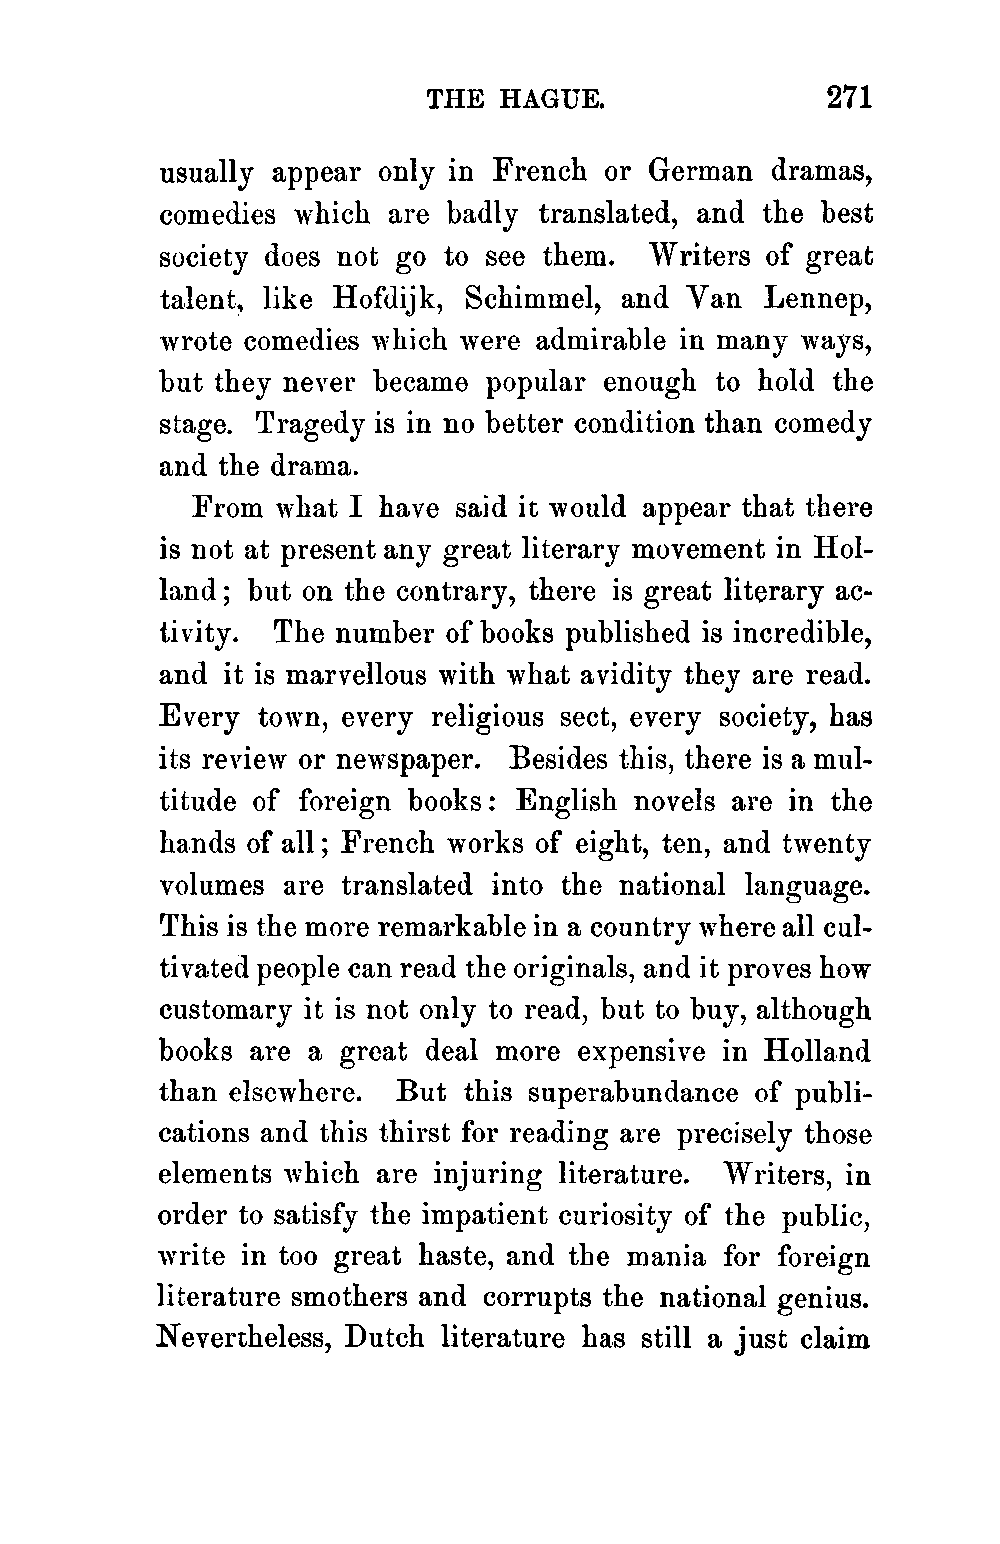 THE HAGUE. 271
usually appear only in French or German dramas,
comedies which are badly translated, and the best
society does not go to see them. Writers of great
talent, like Hofdijk, Schimmel, and Van Lennep,
wrote comedies which were admirable in many ways,
but they never became popular enough to hold the
stage. Tragedy is in no better condition than comedy
and the drama.
From what I have said it would appear that there
is not at present any great literary movement in Hol-
land; but on the contrary, there is great literary ac-
tivity. The number of books published is incredible,
and it is marvellous with what avidity they are read.
Every town, every religious sect, every society, has
its review or newspaper. Besides this, there is a mul-
titude of foreign books: English novels are in the
hands of all; French works of eight, ten, and twenty
volumes are translated into the national language.
This is the more remarkable in a country where all cul-
tivated people can read the originals, and it proves how
customary it is not only to read, but to buy, although
books are a great deal more expensive in Holland
than elsewhere. But this superabundance of publi-
cations and this thirst for reading are precisely those
elements which are injuring literature. Writers, in
order to satisfy the impatient curiosity of the public,
write in too great haste, and the mania for foreign
literature smothers and corrupts the national genius.
Nevertheless, Dutch literature has still a just claim